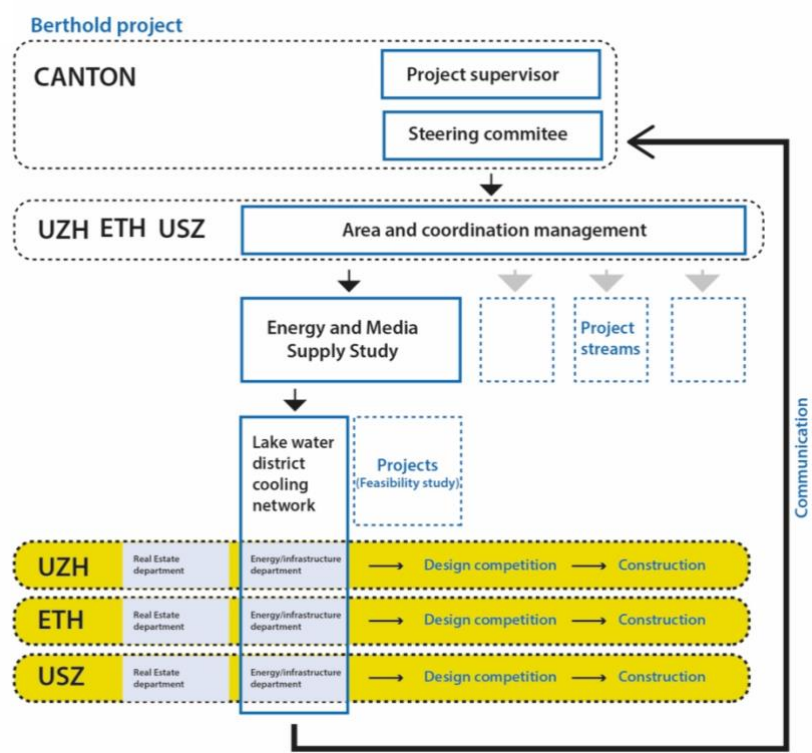 Berthold project
CANTON
Project supervisor
Steering commitee
UZH ETH USZ
Area and coordination management
Energy and Media
Supply Study
Project
streams
Lake water
district
cooling
network
Projects
(Feasibility study)
Communication
UZH
Real Estate
department
Energy/infrastructure
department
Design competition
Construction
ETH
Real Estate
department
Energy/infrastructure
department
Design competition
Construction
USZ
Real Estate
department
Energy/infrastructure
department
Design competition
Construction